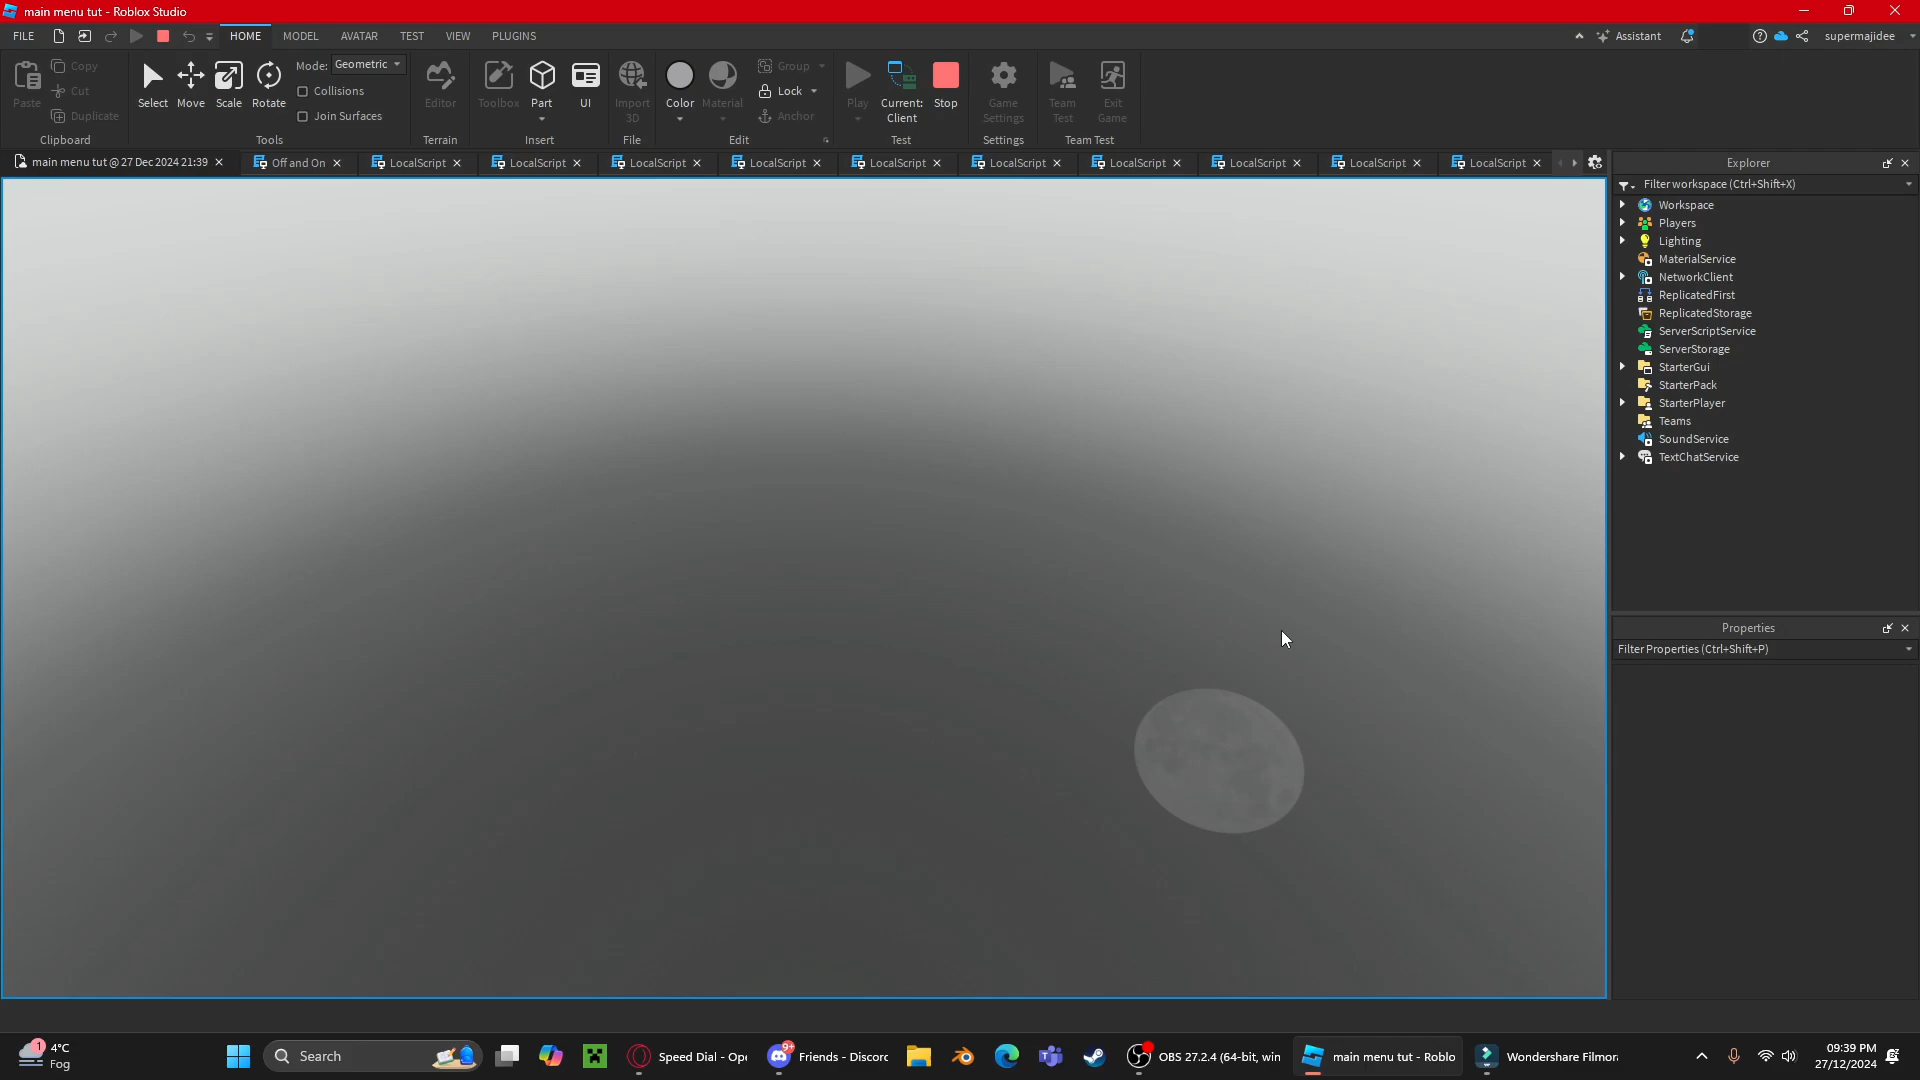 main menu tut - Roblox Studio
FILE HOME MODEL AVATAR TEST VIEW PLUGINS Assistant supermajidee
Paste Copy Cut Duplicate Clipboard
Select Move Scale Rotate Mode: Geometric Collisions Join Surfaces Tools
Editor Terrain
Toolbox Part UI Insert
Import 3D File
Color Material Group Lock Anchor Edit
Play Current: Client Stop Test
Game Settings Settings
Team Test Exit Game Team Test
main menu tut @ 27 Dec 2024 21:39 Off and On LocalScript LocalScript LocalScript LocalScript LocalScript LocalScript LocalScript LocalScript LocalScript LocalScript
Explorer
Filter workspace (Ctrl+Shift+X)
Workspace
Players
Lighting
MaterialService
NetworkClient
ReplicatedFirst
ReplicatedStorage
ServerScriptService
ServerStorage
StarterGui
StarterPack
StarterPlayer
Teams
SoundService
TextChatService
Properties
Filter Properties (Ctrl+Shift+P)
1 4°C
Fog
Search
Speed Dial - Ope
9+ Friends - Discord
OBS 27.2.4 (64-bit, win
main menu tut - Roblo
Wondershare Filmor
09:39 PM
27/12/2024